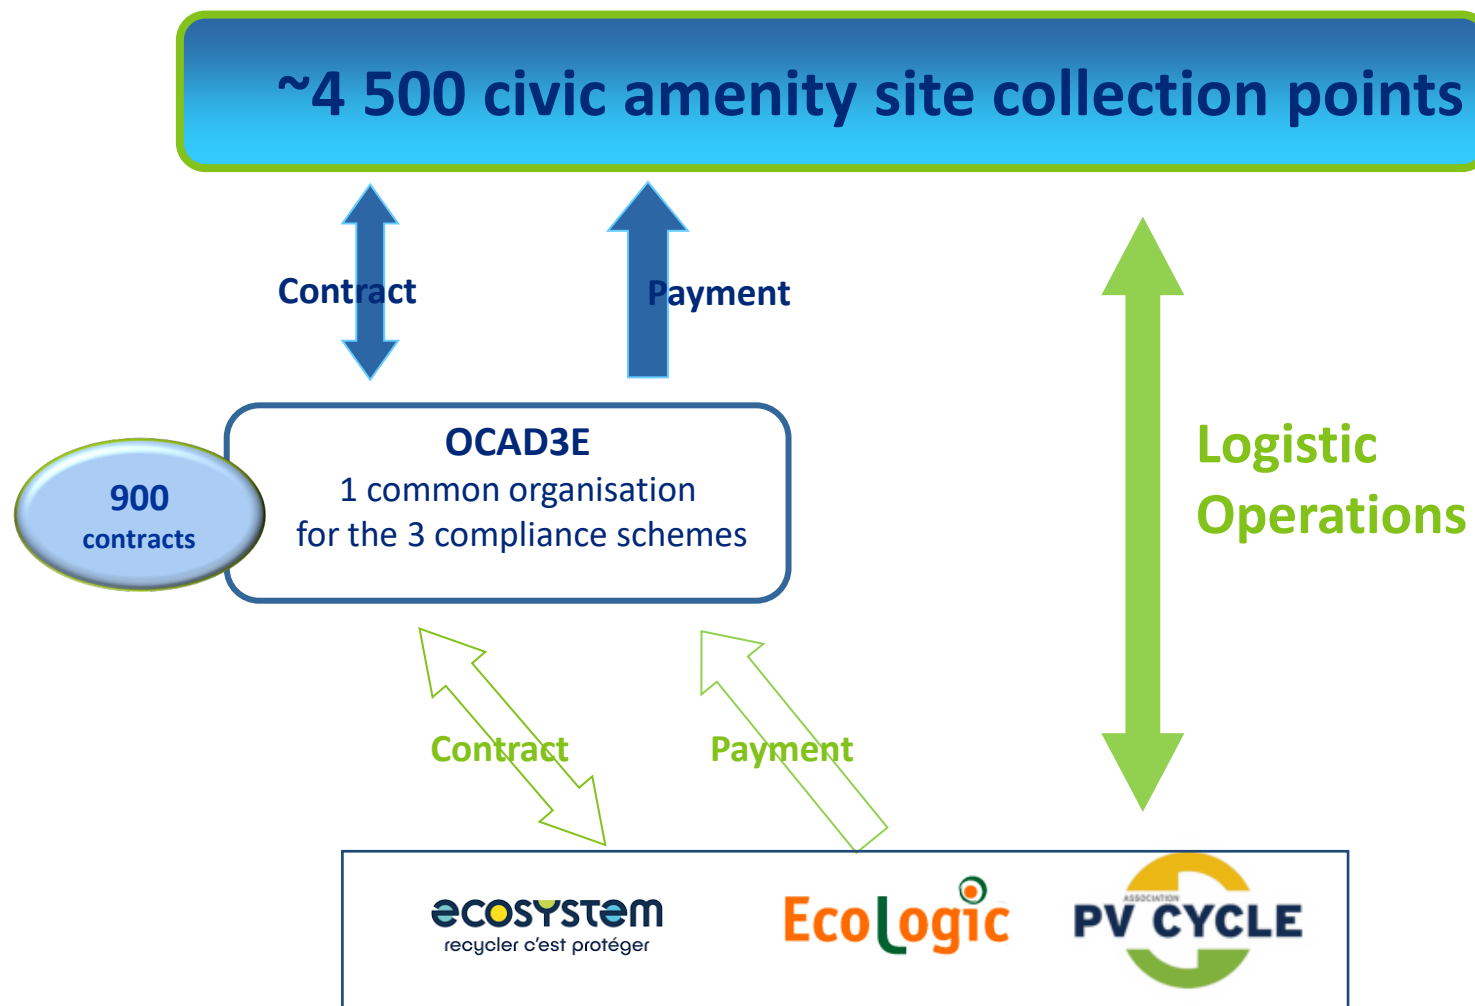 ~4 500 civic amenity site collection points
Contract
Payment
OCAD3E
1 common organisation
for the 3 compliance schemes
900
contracts
Logistic
Operations
Contract
Payment
ecosystem
recycler c'est protéger
EcoLogic
ASSOCIATION
PV CYCLE